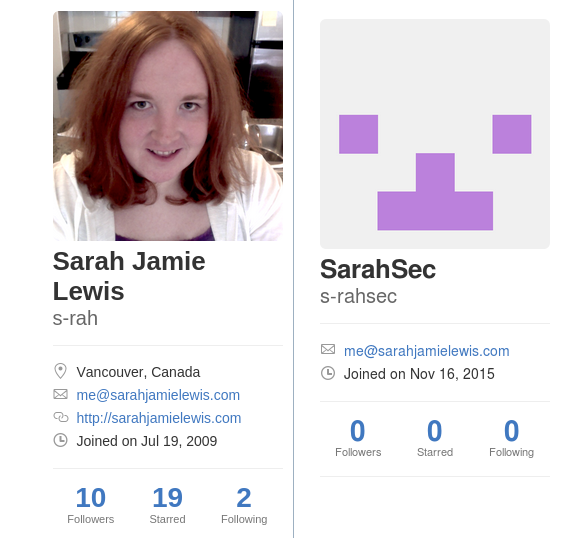 Sarah Jamie
Lewis
s-rah
Vancouver, Canada
me@sarahjamielewis.com
http://sarahjamielewis.com
Joined on Jul 19, 2009
10 19 2
Followers Starred Following
SarahSec
s-rahsec
me@sarahjamielewis.com
Joined on Nov 16, 2015
0 0 0
Followers Starred Following